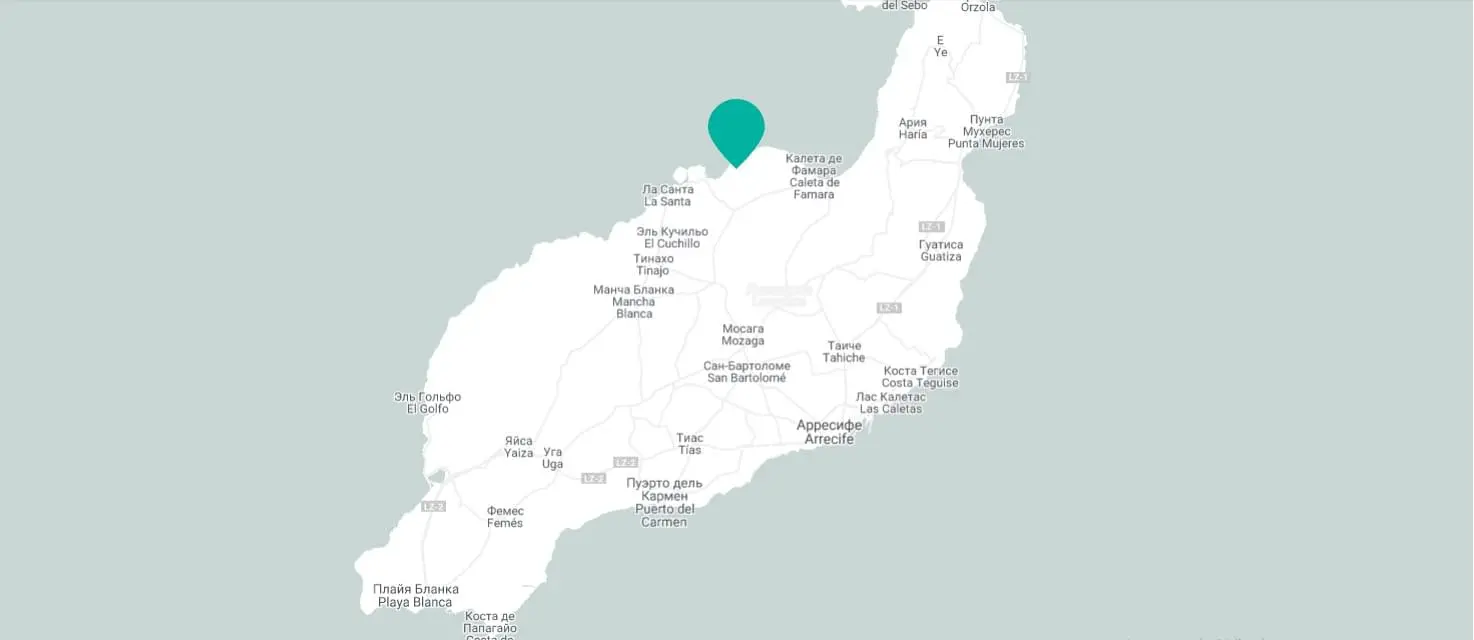 del Sebo
Orzola
Е
Ye
LZ-1
Ария
Haría
Пунта
Мухерес
Punta Mujeres
Калета де
Фамара
Caleta de
Famara
Ла Санта
La Santa
LZ-1
Эль Кучильо
El Cuchillo
Гуатиса
Guatiza
Тинахо
Tinajo
Манча Бланка
Mancha
Blanca
LZ-1
Мосага
Mozaga
Таиче
Tahiche
Сан-Бартоломе
San Bartolomé
Коста Тегисе
Costa Teguise
Эль Гольфо
El Golfo
Лас Калетас
Las Caletas
Арресифе
Arrecife
Яйса
Yaiza
Уга
Uga
Тиас
Tías
LZ-2
LZ-2
Пуэрто дель
Кармен
Puerto del
Carmen
LZ-2
Фемес
Femés
Плайя Бланка
Playa Blanca
Коста де
Папагайо
Costa de